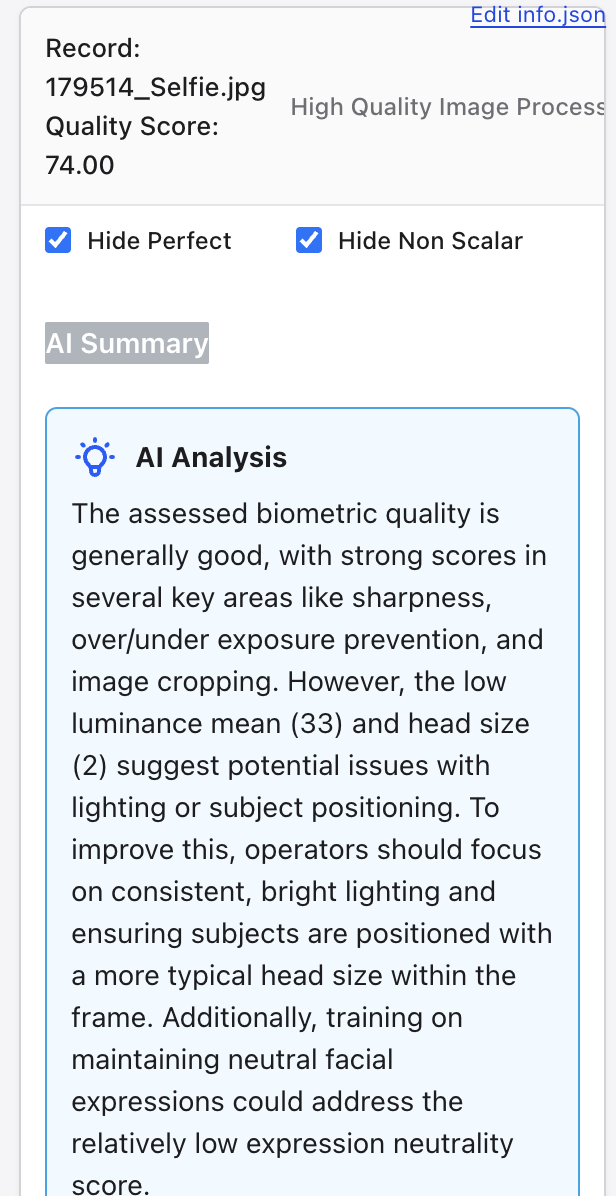 Edit info.json
Record:
179514_Selfie.jpg
Quality Score:
74.00
High Quality Image Process
Hide Perfect
Hide Non Scalar
AI Summary
AI Analysis
The assessed biometric quality is
generally good, with strong scores in
several key areas like sharpness,
over/under exposure prevention, and
image cropping. However, the low
luminance mean (33) and head size
(2) suggest potential issues with
lighting or subject positioning. To
improve this, operators should focus
on consistent, bright lighting and
ensuring subjects are positioned with
a more typical head size within the
frame. Additionally, training on
maintaining neutral facial
expressions could address the
relatively low expression neutrality
score.